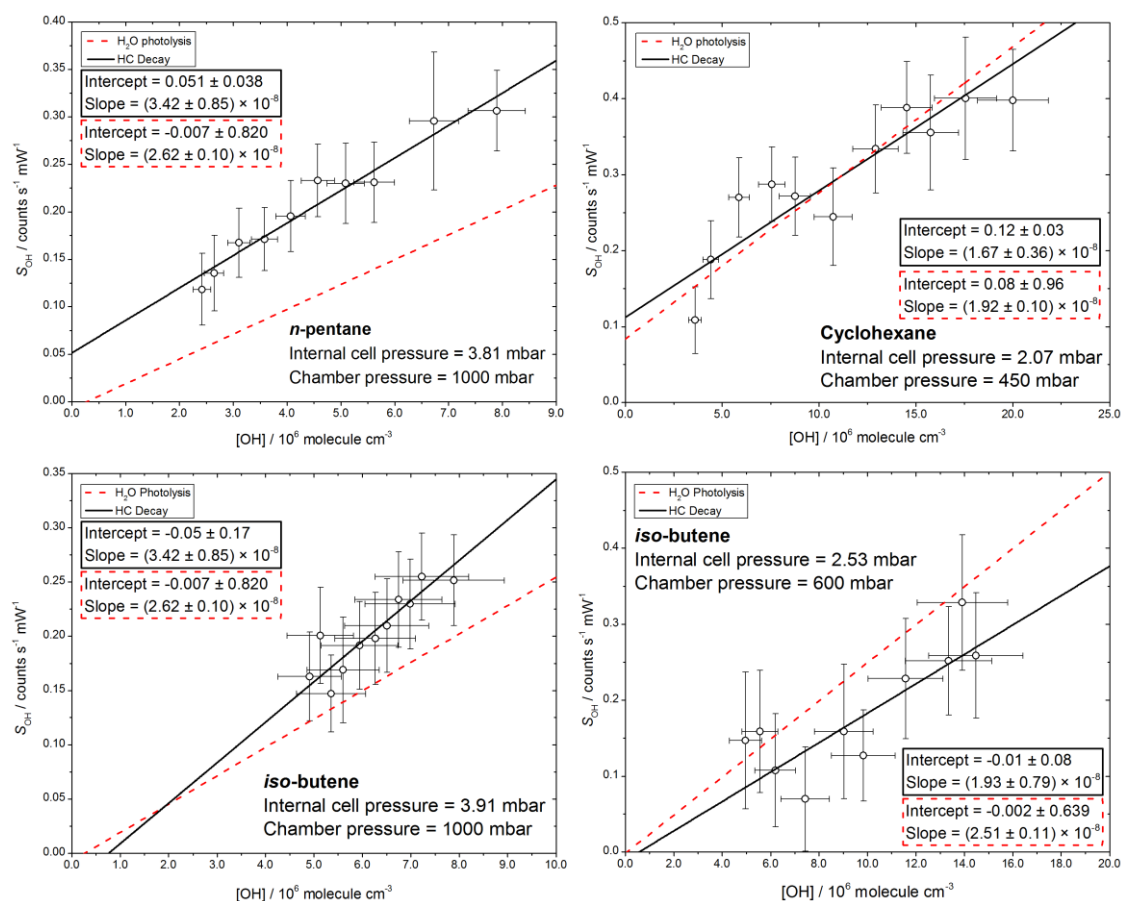 H₂O photolysis
HC Decay
Intercept = 0.051 ± 0.038
Slope = (3.42 ± 0.85) × 10⁻⁸
Intercept = -0.007 ± 0.820
Slope = (2.62 ± 0.10) × 10⁻⁸
n-pentane
Internal cell pressure = 3.81 mbar
Chamber pressure = 1000 mbar
S_OH / counts s⁻¹ mW⁻¹
0.35
0.30
0.25
0.20
0.15
0.10
0.05
0.00
0.0 1.0 2.0 3.0 4.0 5.0 6.0 7.0 8.0 9.0
[OH] / 10⁶ molecule cm⁻³
H₂O Photolysis
HC Decay
Intercept = 0.12 ± 0.03
Slope = (1.67 ± 0.36) × 10⁻⁸
Intercept = 0.08 ± 0.96
Slope = (1.92 ± 0.10) × 10⁻⁸
Cyclohexane
Internal cell pressure = 2.07 mbar
Chamber pressure = 450 mbar
S_OH / counts s⁻¹ mW⁻¹
0.5
0.4
0.3
0.2
0.1
0.0
0.0 5.0 10.0 15.0 20.0 25.0
[OH] / 10⁶ molecule cm⁻³
H₂O Photolysis
HC Decay
Intercept = -0.05 ± 0.17
Slope = (3.42 ± 0.85) × 10⁻⁸
Intercept = -0.007 ± 0.820
Slope = (2.62 ± 0.10) × 10⁻⁸
iso-butene
Internal cell pressure = 3.91 mbar
Chamber pressure = 1000 mbar
S_OH / counts s⁻¹ mW⁻¹
0.35
0.30
0.25
0.20
0.15
0.10
0.05
0.00
0.0 1.0 2.0 3.0 4.0 5.0 6.0 7.0 8.0 9.0 10.0
[OH] / 10⁶ molecule cm⁻³
H₂O Photolysis
HC Decay
iso-butene
Internal cell pressure = 2.53 mbar
Chamber pressure = 600 mbar
Intercept = -0.01 ± 0.08
Slope = (1.93 ± 0.79) × 10⁻⁸
Intercept = -0.002 ± 0.639
Slope = (2.51 ± 0.11) × 10⁻⁸
S_OH / counts s⁻¹ mW⁻¹
0.5
0.4
0.3
0.2
0.1
0.0
0.0 2.0 4.0 6.0 8.0 10.0 12.0 14.0 16.0 18.0 20.0
[OH] / 10⁶ molecule cm⁻³